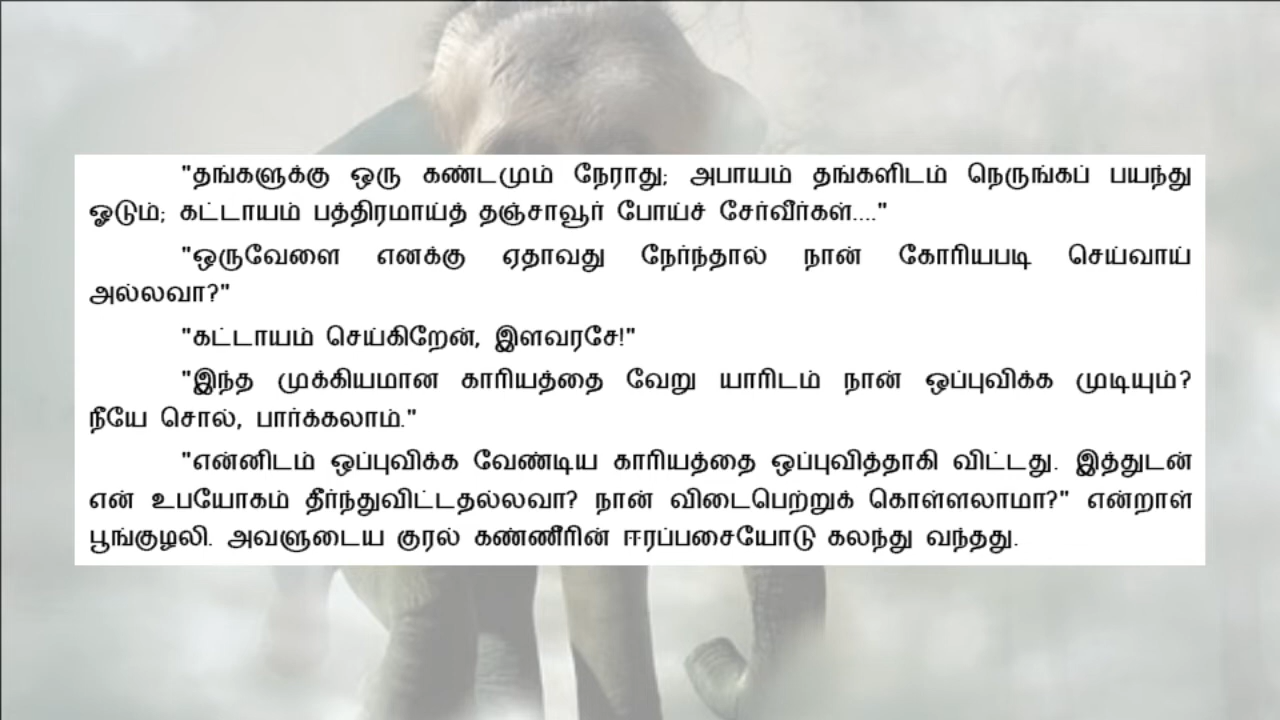 "தங்களுக்கு ஒரு கண்டமும் நேராது; அபாயம் தங்களிடம் நெருங்கப் பயந்து
ஓடும்; கட்டாயம் பத்திரமாய்த் தஞ்சாவூர் போய்ச் சேர்வீர்கள்...."
"ஒருவேளை எனக்கு ஏதாவது நேர்ந்தால் நான் கோரியபடி செய்வாய்
அல்லவா?"
"கட்டாயம் செய்கிறேன், இளவரசே!"
"இந்த முக்கியமான காரியத்தை வேறு யாரிடம் நான் ஒப்புவிக்க முடியும்?
நீயே சொல், பார்க்கலாம்."
"என்னிடம் ஒப்புவிக்க வேண்டிய காரியத்தை ஒப்புவித்தாகி விட்டது. இத்துடன்
என் உபயோகம் தீர்ந்துவிட்டதல்லவா? நான் விடைபெற்றுக் கொள்ளலாமா?" என்றாள்
பூங்குழலி. அவளுடைய குரல் கண்ணீரின் ஈரப்பசையோடு கலந்து வந்தது.